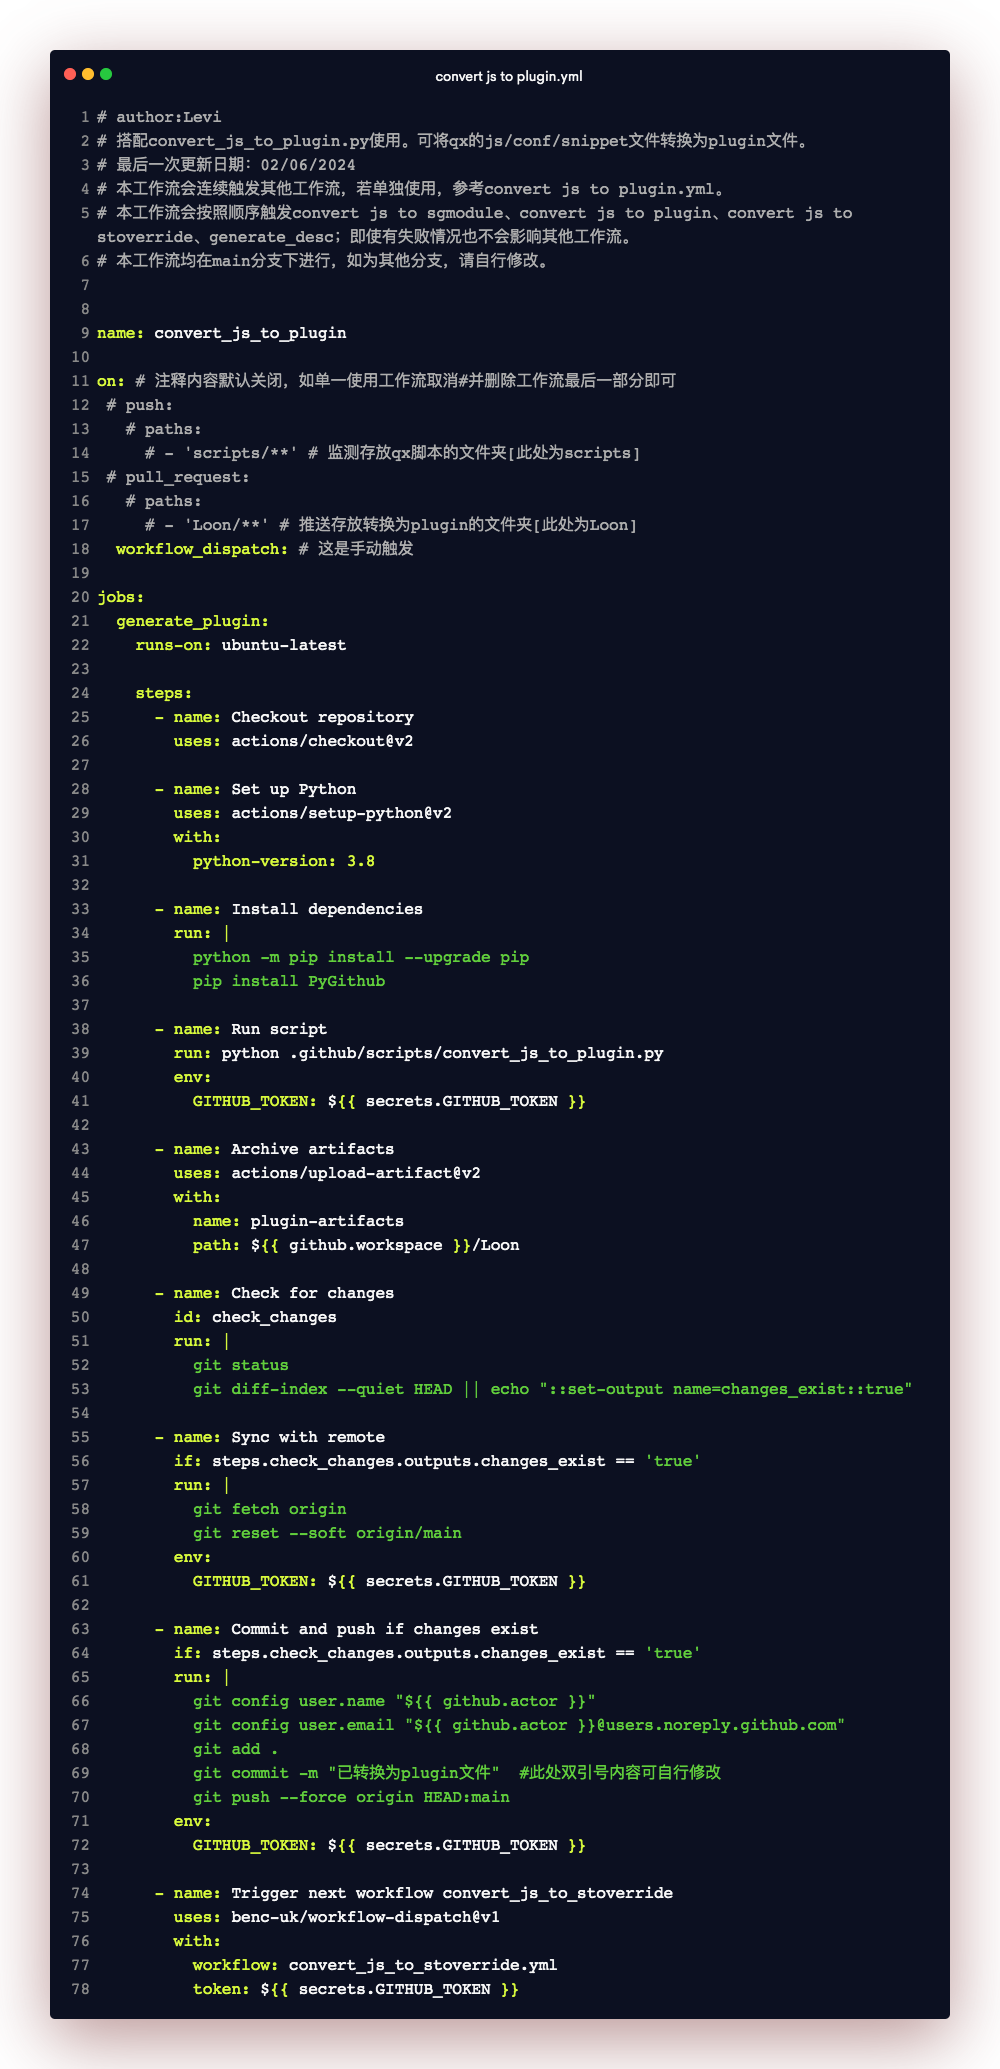 convert js to plugin.yml
1 # author:Levi
2 # 搭配convert_js_to_plugin.py使用。可将qx的js/conf/snippet文件转换为plugin文件。
3 # 最后一次更新日期：02/06/2024
4 # 本工作流会连续触发其他工作流，若单独使用，参考convert js to plugin.yml。
5 # 本工作流会按照顺序触发convert js to sgmodule、convert js to plugin、convert js to
stoverride、generate_desc；即使有失败情况也不会影响其他工作流。
6 # 本工作流均在main分支下进行，如为其他分支，请自行修改。
7
8
9 name: convert_js_to_plugin
10
11 on: # 注释内容默认关闭，如单一使用工作流取消#并删除工作流最后一部分即可
12  # push:
13    # paths:
14      # - 'scripts/**' # 监测存放qx脚本的文件夹[此处为scripts]
15  # pull_request:
16    # paths:
17      # - 'Loon/**' # 推送存放转换为plugin的文件夹[此处为Loon]
18   workflow_dispatch: # 这是手动触发
19
20 jobs:
21   generate_plugin:
22     runs-on: ubuntu-latest
23
24     steps:
25       - name: Checkout repository
26         uses: actions/checkout@v2
27
28       - name: Set up Python
29         uses: actions/setup-python@v2
30         with:
31           python-version: 3.8
32
33       - name: Install dependencies
34         run: |
35           python -m pip install --upgrade pip
36           pip install PyGithub
37
38       - name: Run script
39         run: python .github/scripts/convert_js_to_plugin.py
40         env:
41           GITHUB_TOKEN: ${{ secrets.GITHUB_TOKEN }}
42
43       - name: Archive artifacts
44         uses: actions/upload-artifact@v2
45         with:
46           name: plugin-artifacts
47           path: ${{ github.workspace }}/Loon
48
49       - name: Check for changes
50         id: check_changes
51         run: |
52           git status
53           git diff-index --quiet HEAD || echo "::set-output name=changes_exist::true"
54
55       - name: Sync with remote
56         if: steps.check_changes.outputs.changes_exist == 'true'
57         run: |
58           git fetch origin
59           git reset --soft origin/main
60         env:
61           GITHUB_TOKEN: ${{ secrets.GITHUB_TOKEN }}
62
63       - name: Commit and push if changes exist
64         if: steps.check_changes.outputs.changes_exist == 'true'
65         run: |
66           git config user.name "${{ github.actor }}"
67           git config user.email "${{ github.actor }}@users.noreply.github.com"
68           git add .
69           git commit -m "已转换为plugin文件"  #此处双引号内容可自行修改
70           git push --force origin HEAD:main
71         env:
72           GITHUB_TOKEN: ${{ secrets.GITHUB_TOKEN }}
73
74       - name: Trigger next workflow convert_js_to_stoverride
75         uses: benc-uk/workflow-dispatch@v1
76         with:
77           workflow: convert_js_to_stoverride.yml
78           token: ${{ secrets.GITHUB_TOKEN }}